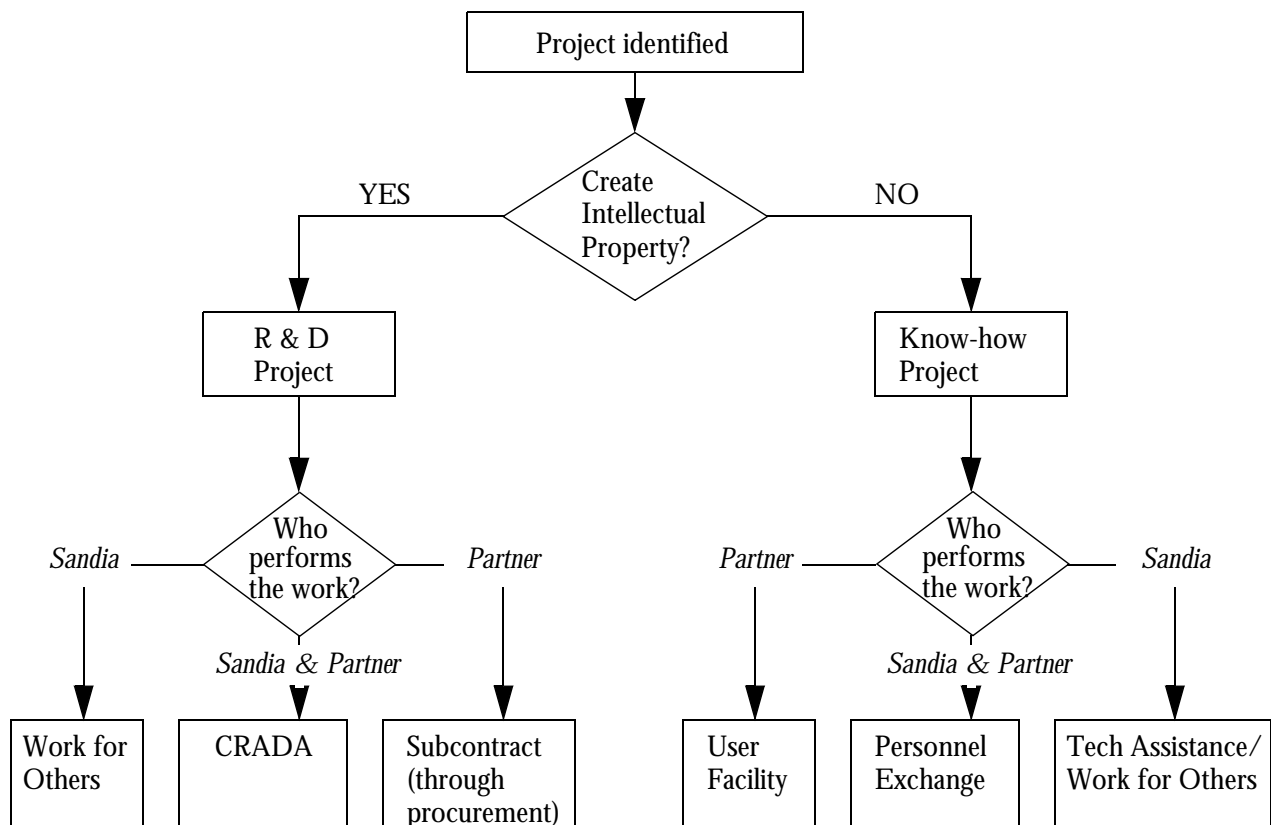 Project identified
Create
Intellectual
Property?
YES
NO
R & D
Project
Know-how
Project
Who
performs
the work?
Sandia
Partner
Sandia & Partner
Who
performs
the work?
Partner
Sandia
Sandia & Partner
Work for
Others
CRADA
Subcontract
(through
procurement)
User
Facility
Personnel
Exchange
Tech Assistance/
Work for Others